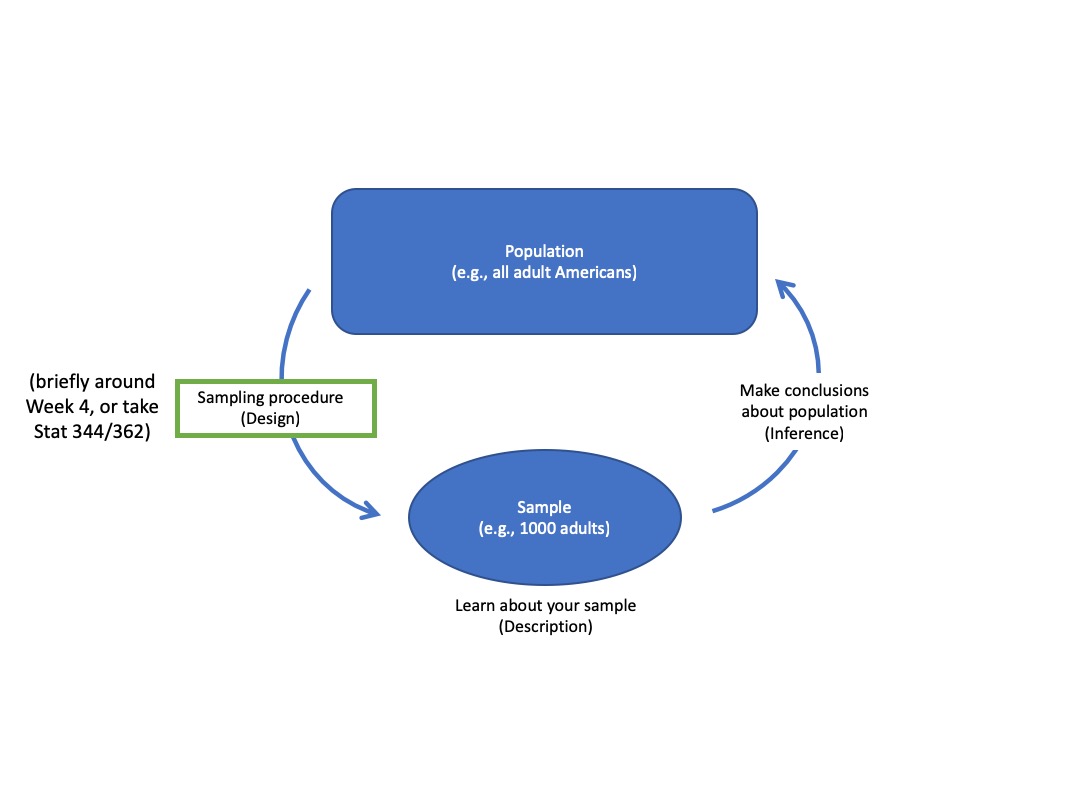 Population
(e.g., all adult Americans)
(briefly around
Week 4, or take
Stat 344/362)
Sampling procedure
(Design)
Make conclusions
about population
(Inference)
Sample
(e.g., 1000 adults)
Learn about your sample
(Description)